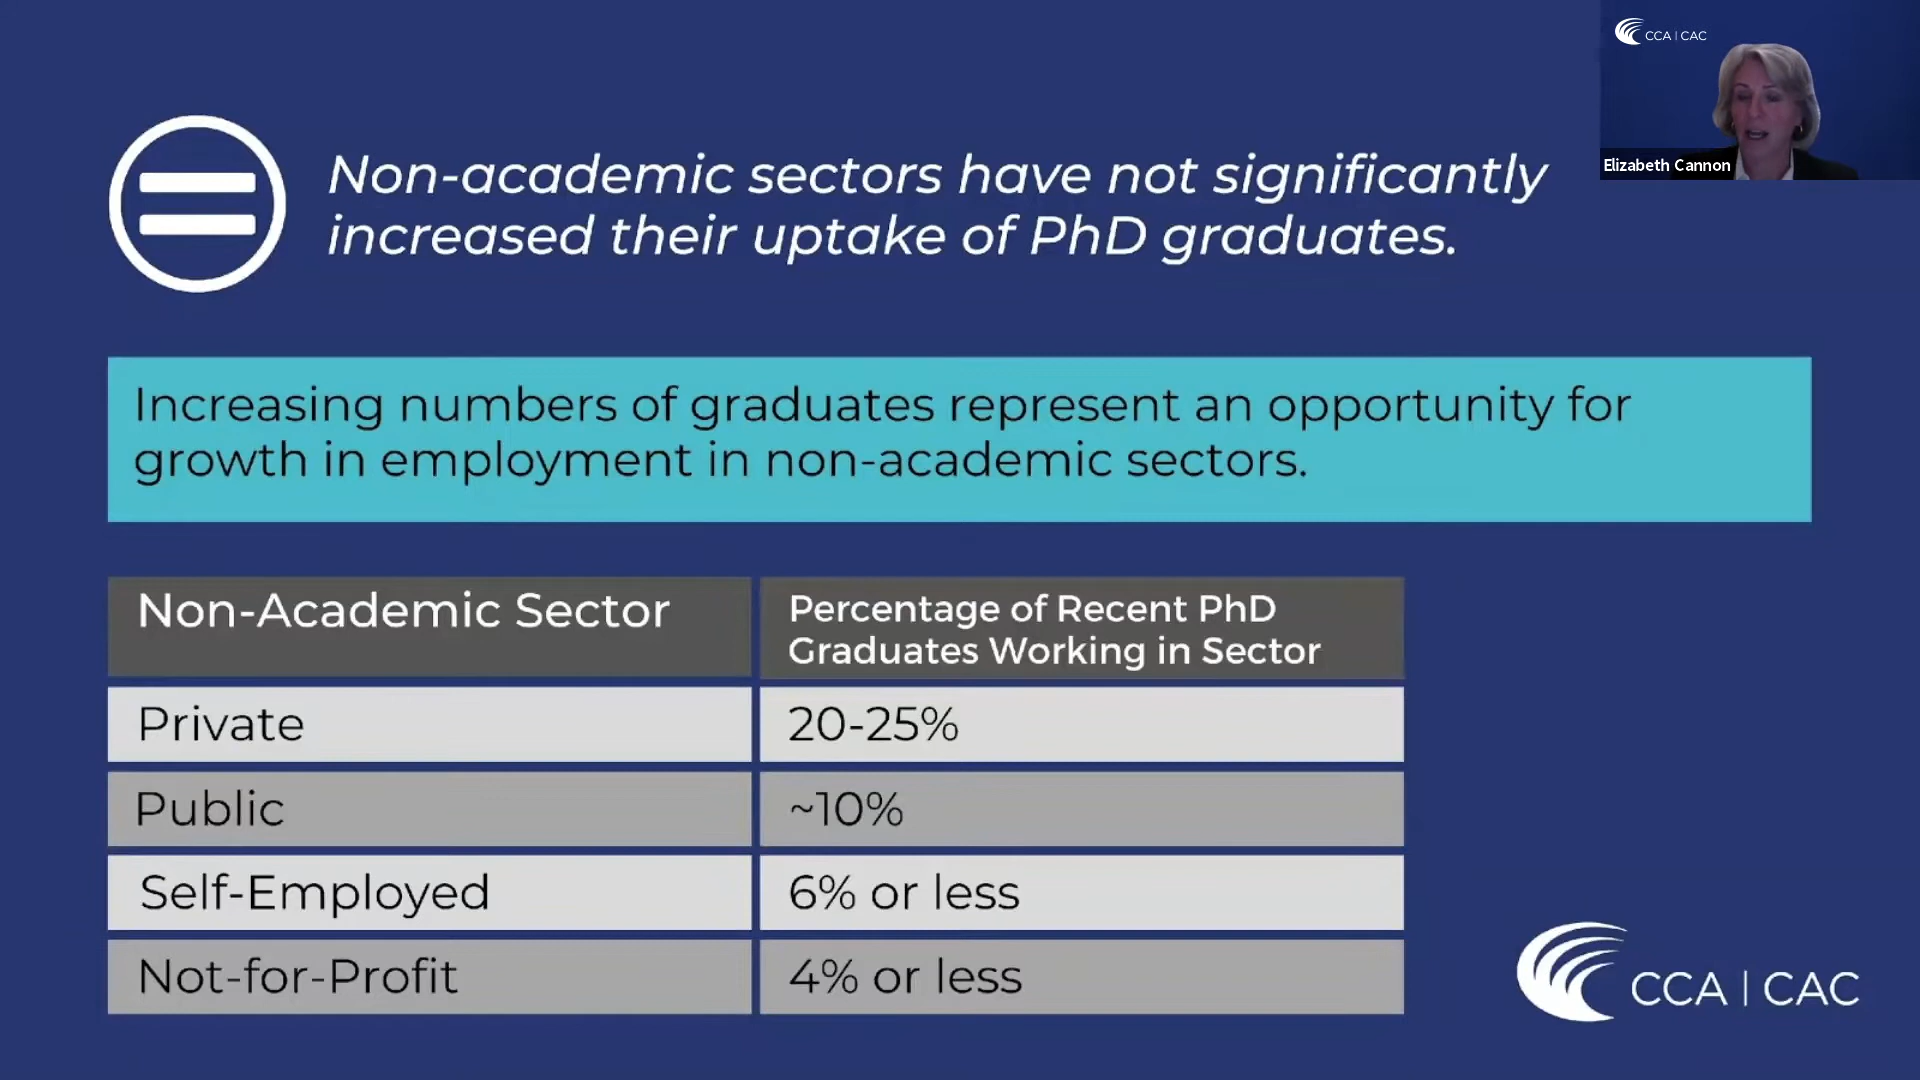 CCA | CAC
Elizabeth Cannon
Non-academic sectors have not significantly
increased their uptake of PhD graduates.
Increasing numbers of graduates represent an opportunity for
growth in employment in non-academic sectors.
Non-Academic Sector
Percentage of Recent PhD
Graduates Working in Sector
Private
20-25%
Public
~10%
Self-Employed
6% or less
Not-for-Profit
4% or less
CCA | CAC